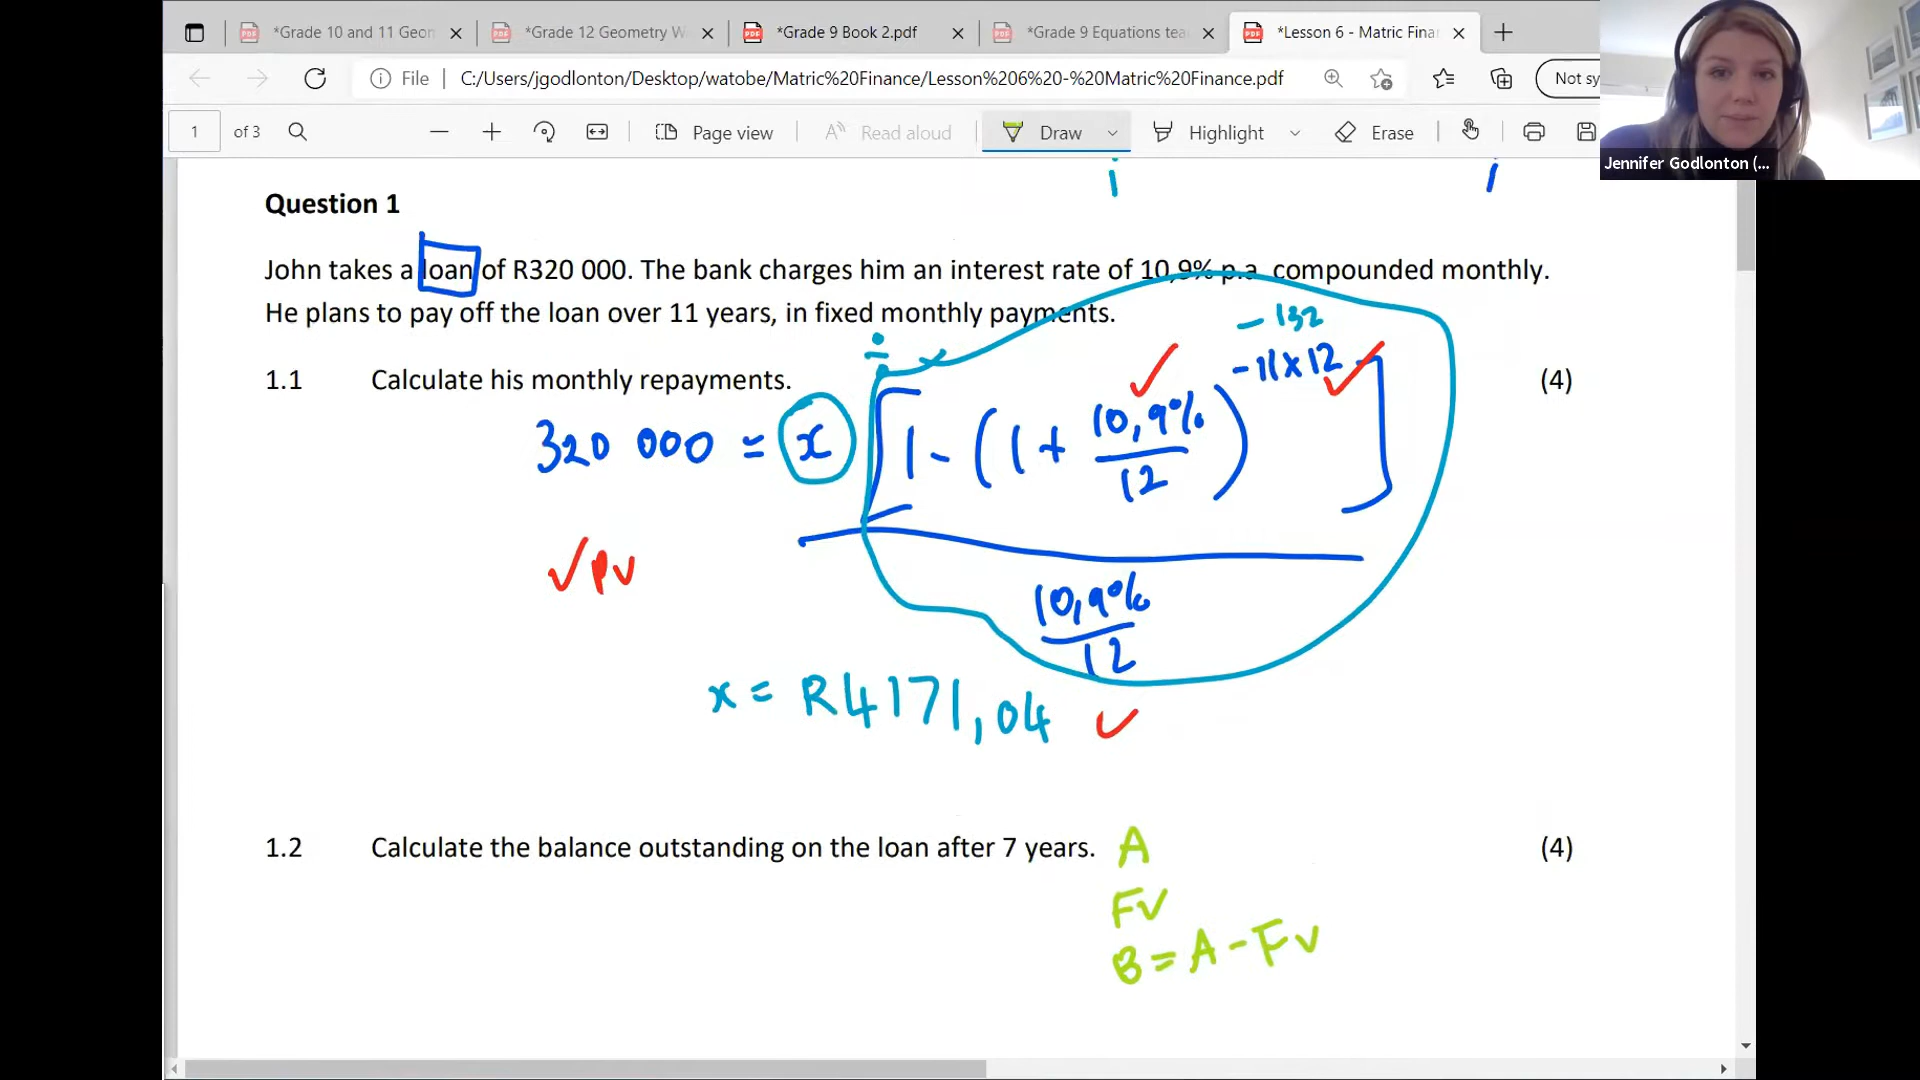 *Grade 10 and 11 Geon
*Grade 12 Geometry W
*Grade 9 Book 2.pdf
*Grade 9 Equations tea
*Lesson 6 - Matric Fina
File
C:/Users/jgodlonton/Desktop/watobe/Matric%20Finance/Lesson%206%20-%20Matric%20Finance.pdf
Not sy
1 of 3
Page view
Read aloud
Draw
Highlight
Erase
Jennifer Godlonton (...
i
i
Question 1
John takes a loan of R320 000. The bank charges him an interest rate of 10,9% p.a. compounded monthly.
He plans to pay off the loan over 11 years, in fixed monthly payments.
1.1 Calculate his monthly repayments. (4)
÷
- 132
320 000 = x [1 - (1 + 10,9%/12)^-11×12]
10,9%/12
✓ PV
x = R4171,04 ✓
1.2 Calculate the balance outstanding on the loan after 7 years. (4)
A
Fv
B = A - Fv